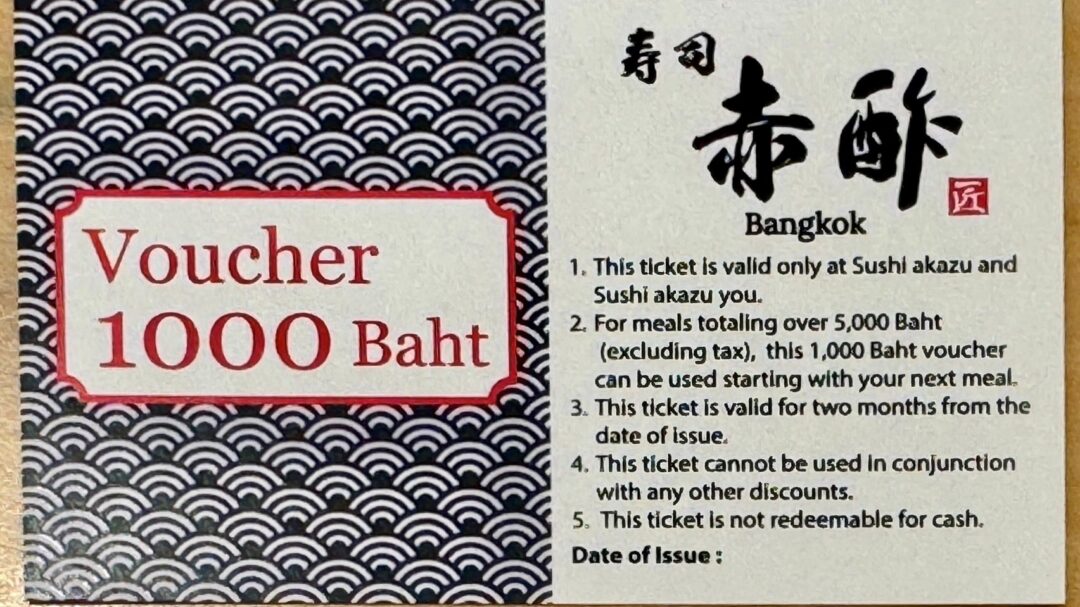 Voucher
1000 Baht
寿司
赤酢
匠
Bangkok
1. This ticket is valid only at Sushi akazu and
Sushi akazu you.
2. For meals totaling over 5,000 Baht
(excluding tax), this 1,000 Baht voucher
can be used starting with your next meal.
3. This ticket is valid for two months from the
date of issue.
4. This ticket cannot be used in conjunction
with any other discounts.
5. This ticket is not redeemable for cash.
Date of Issue :